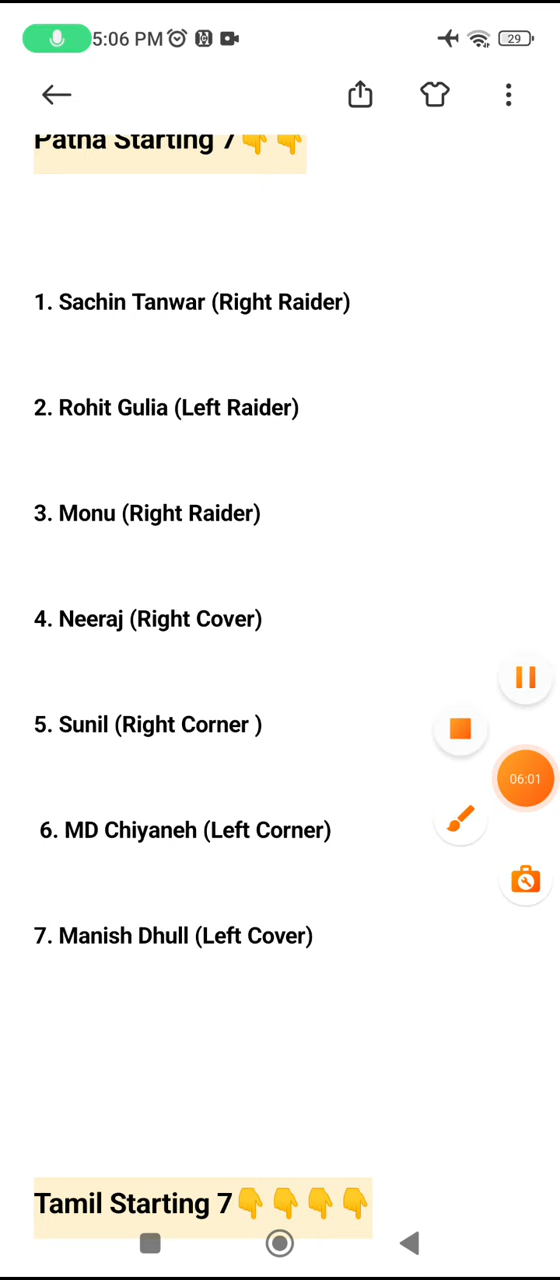 5:06 PM
29
Patna Starting 7👇👇
1. Sachin Tanwar (Right Raider)
2. Rohit Gulia (Left Raider)
3. Monu (Right Raider)
4. Neeraj (Right Cover)
5. Sunil (Right Corner )
06:01
6. MD Chiyaneh (Left Corner)
7. Manish Dhull (Left Cover)
Tamil Starting 7👇👇👇👇